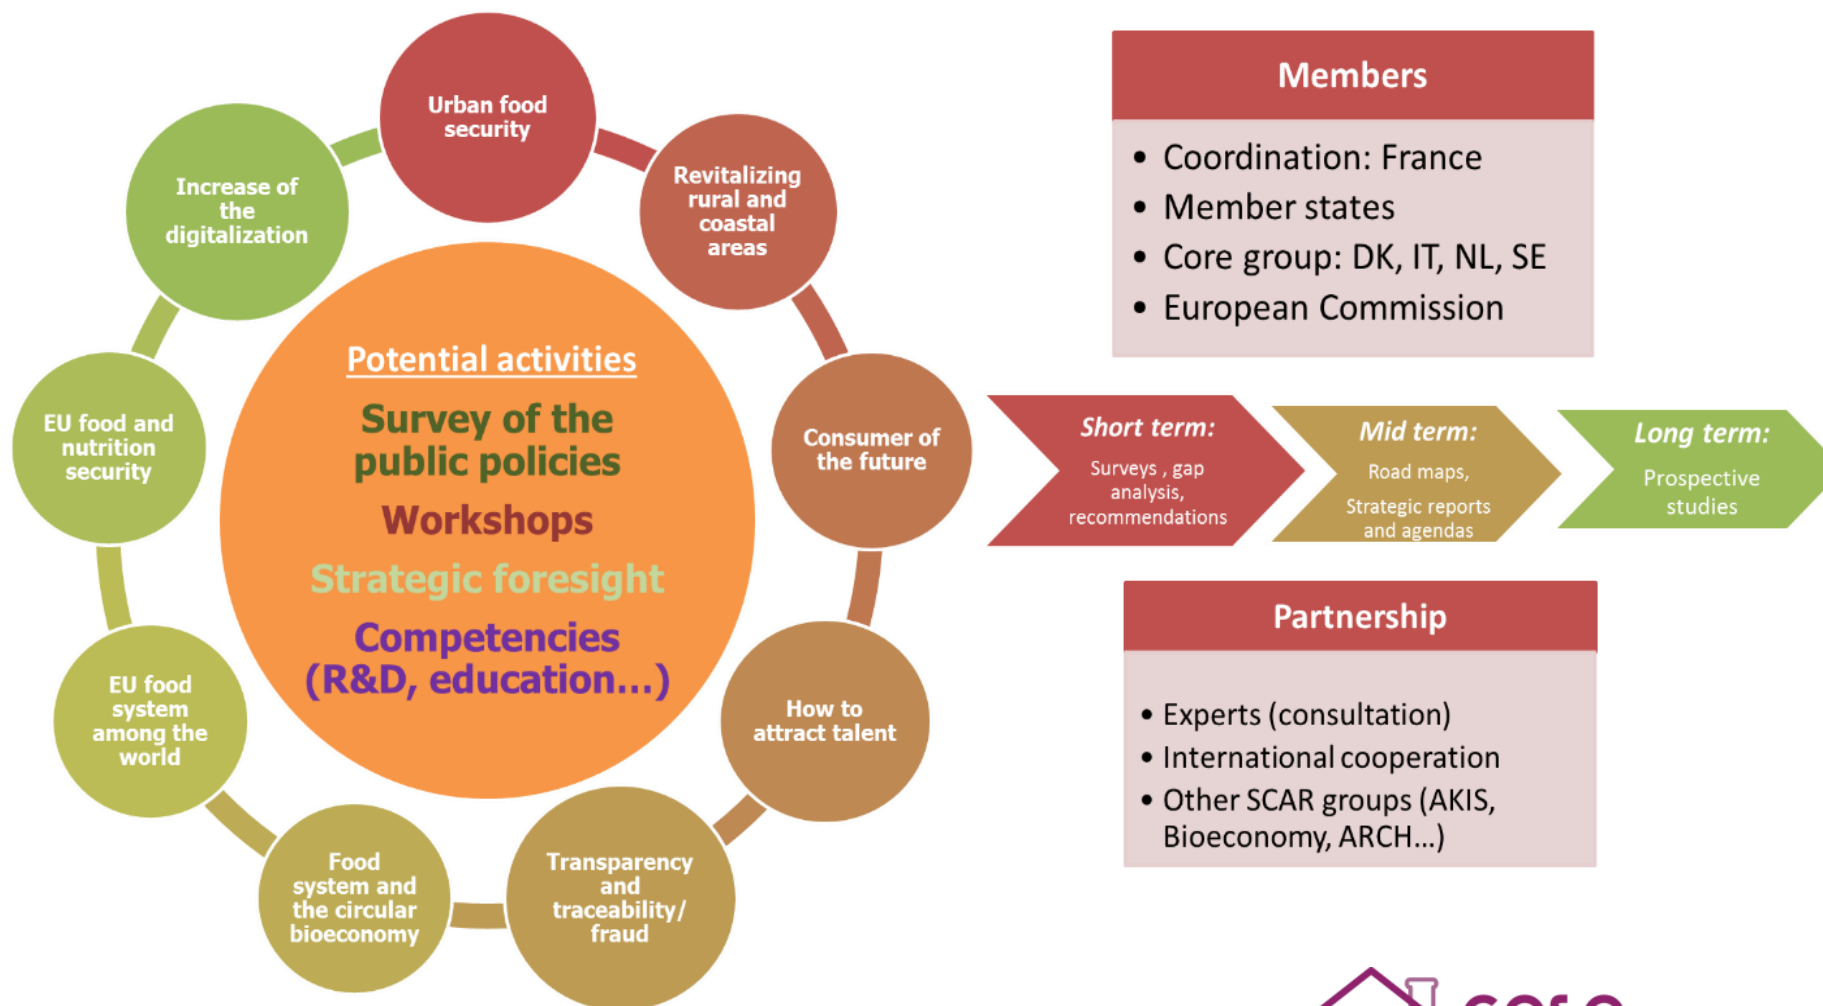 Urban food
security
Revitalizing
rural and
coastal
areas
Consumer of
the future
How to
attract talent
Transparency
and
traceability/
fraud
Food
system and
the circular
bioeconomy
EU food
system
among the
world
EU food and
nutrition
security
Increase of
the
digitalization
Potential activities
Survey of the
public policies
Workshops
Strategic foresight
Competencies
(R&D, education...)
Members
• Coordination: France
• Member states
• Core group: DK, IT, NL, SE
• European Commission
Short term:
Surveys , gap
analysis,
recommendations
Mid term:
Road maps,
Strategic reports
and agendas
Long term:
Prospective
studies
Partnership
• Experts (consultation)
• International cooperation
• Other SCAR groups (AKIS,
Bioeconomy, ARCH...)